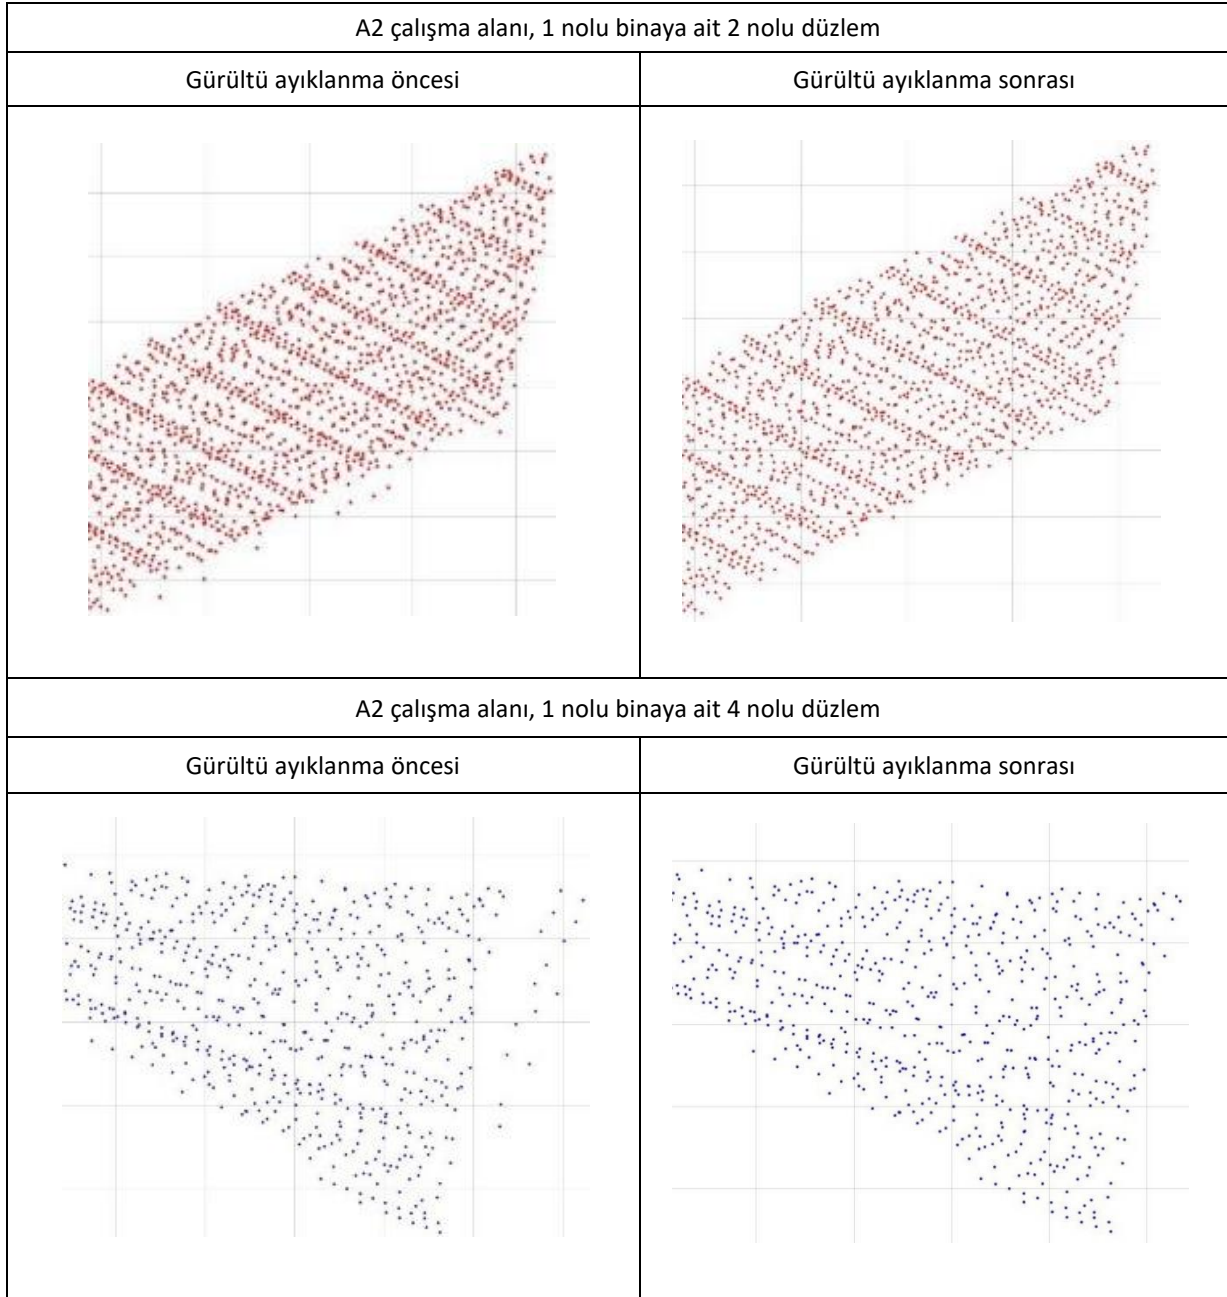 A2 çalışma alanı, 1 nolu binaya ait 2 nolu düzlem
Gürültü ayıklanma öncesi
Gürültü ayıklanma sonrası
A2 çalışma alanı, 1 nolu binaya ait 4 nolu düzlem
Gürültü ayıklanma öncesi
Gürültü ayıklanma sonrası